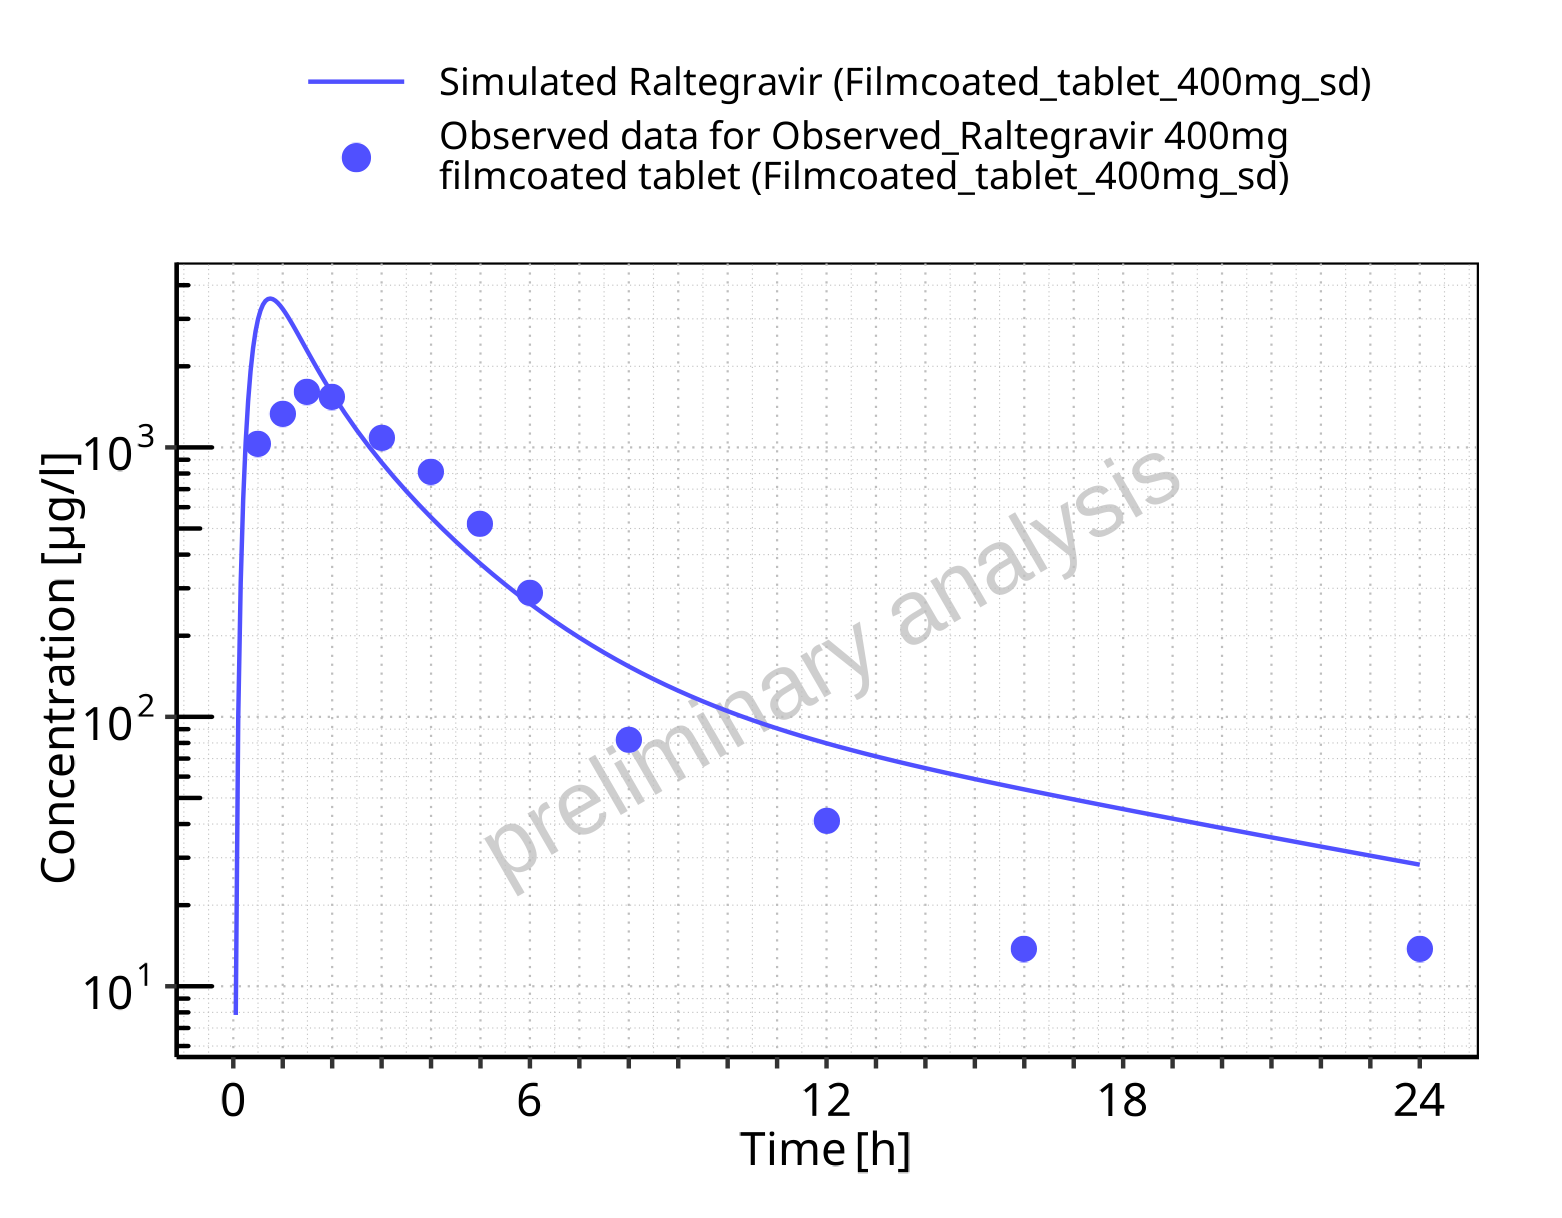 Simulated Raltegravir (Filmcoated_tablet_400mg_sd)
Observed data for Observed_Raltegravir 400mg
filmcoated tablet (Filmcoated_tablet_400mg_sd)
10³
10²
10¹
Concentration [µg/l]
preliminary analysis
0 6 12 18 24
Time [h]